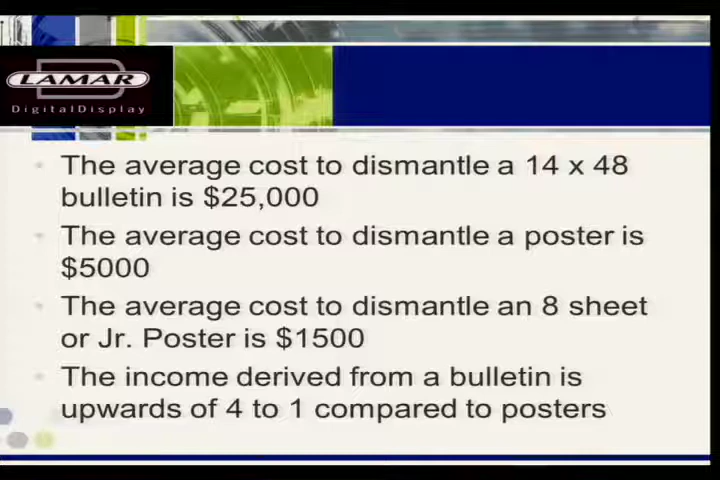 LAMAR
DigitalDisplay
The average cost to dismantle a 14 x 48
bulletin is $25,000
The average cost to dismantle a poster is
$5000
The average cost to dismantle an 8 sheet
or Jr. Poster is $1500
The income derived from a bulletin is
upwards of 4 to 1 compared to posters